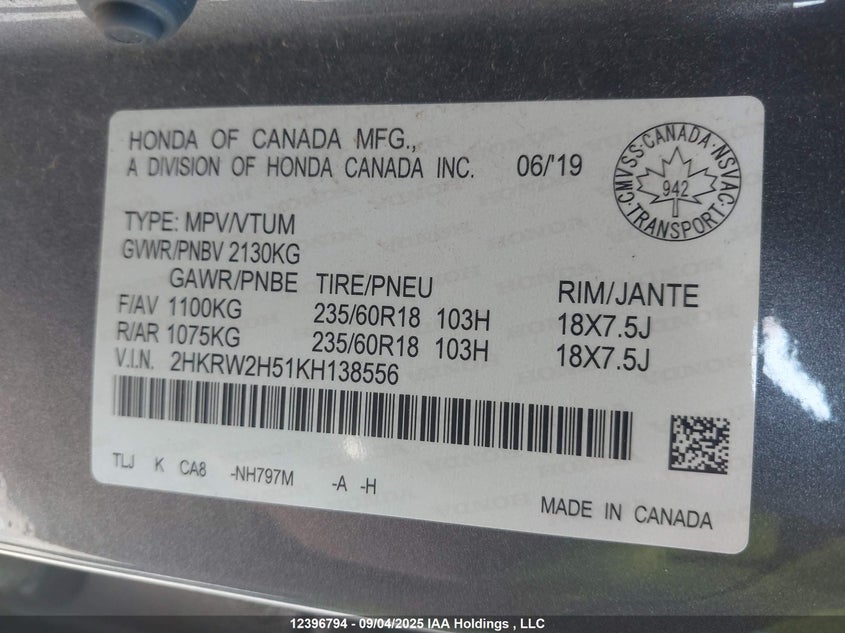 HONDA OF CANADA MFG.,
A DIVISION OF HONDA CANADA INC. 06/'19
CMVSS·CANADA·NSVAC·TRANSPORT·
942
TYPE: MPV/VTUM
GVWR/PNBV 2130KG
GAWR/PNBE TIRE/PNEU RIM/JANTE
F/AV 1100KG 235/60R18 103H 18X7.5J
R/AR 1075KG 235/60R18 103H 18X7.5J
V.I.N. 2HKRW2H51KH138556
TLJ K CA8 -NH797M -A -H
MADE IN CANADA
12396794 - 09/04/2025 IAA Holdings , LLC